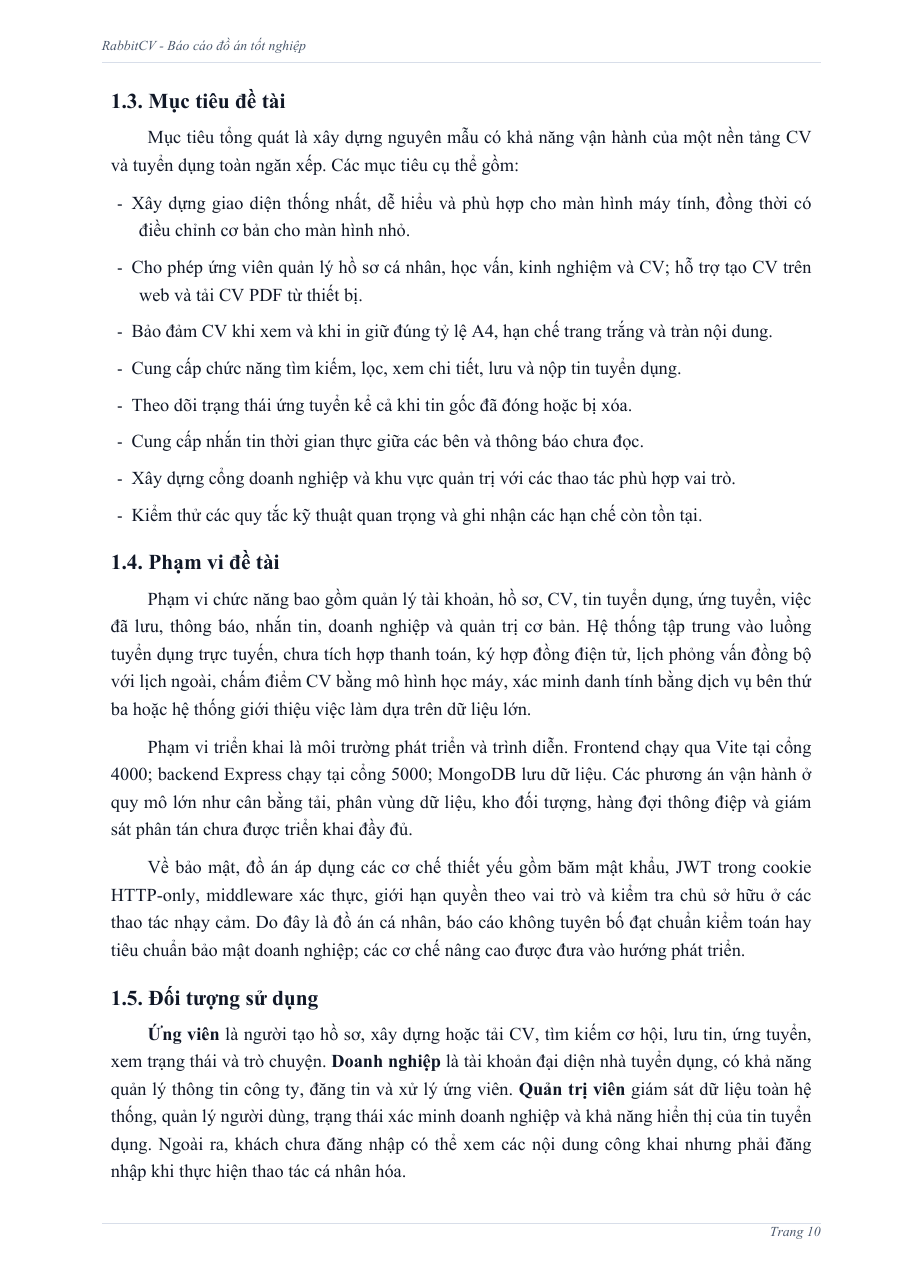 RabbitCV - Báo cáo đồ án tốt nghiệp
1.3. Mục tiêu đề tài
Mục tiêu tổng quát là xây dựng nguyên mẫu có khả năng vận hành của một nền tảng CV
và tuyển dụng toàn ngăn xếp. Các mục tiêu cụ thể gồm:
- Xây dựng giao diện thống nhất, dễ hiểu và phù hợp cho màn hình máy tính, đồng thời có
điều chỉnh cơ bản cho màn hình nhỏ.
- Cho phép ứng viên quản lý hồ sơ cá nhân, học vấn, kinh nghiệm và CV; hỗ trợ tạo CV trên
web và tải CV PDF từ thiết bị.
- Bảo đảm CV khi xem và khi in giữ đúng tỷ lệ A4, hạn chế trang trắng và tràn nội dung.
- Cung cấp chức năng tìm kiếm, lọc, xem chi tiết, lưu và nộp tin tuyển dụng.
- Theo dõi trạng thái ứng tuyển kể cả khi tin gốc đã đóng hoặc bị xóa.
- Cung cấp nhắn tin thời gian thực giữa các bên và thông báo chưa đọc.
- Xây dựng cổng doanh nghiệp và khu vực quản trị với các thao tác phù hợp vai trò.
- Kiểm thử các quy tắc kỹ thuật quan trọng và ghi nhận các hạn chế còn tồn tại.
1.4. Phạm vi đề tài
Phạm vi chức năng bao gồm quản lý tài khoản, hồ sơ, CV, tin tuyển dụng, ứng tuyển, việc
đã lưu, thông báo, nhắn tin, doanh nghiệp và quản trị cơ bản. Hệ thống tập trung vào luồng
tuyển dụng trực tuyến, chưa tích hợp thanh toán, ký hợp đồng điện tử, lịch phỏng vấn đồng bộ
với lịch ngoài, chấm điểm CV bằng mô hình học máy, xác minh danh tính bằng dịch vụ bên thứ
ba hoặc hệ thống giới thiệu việc làm dựa trên dữ liệu lớn.
Phạm vi triển khai là môi trường phát triển và trình diễn. Frontend chạy qua Vite tại cổng
4000; backend Express chạy tại cổng 5000; MongoDB lưu dữ liệu. Các phương án vận hành ở
quy mô lớn như cân bằng tải, phân vùng dữ liệu, kho đối tượng, hàng đợi thông điệp và giám
sát phân tán chưa được triển khai đầy đủ.
Về bảo mật, đồ án áp dụng các cơ chế thiết yếu gồm băm mật khẩu, JWT trong cookie
HTTP-only, middleware xác thực, giới hạn quyền theo vai trò và kiểm tra chủ sở hữu ở các
thao tác nhạy cảm. Do đây là đồ án cá nhân, báo cáo không tuyên bố đạt chuẩn kiểm toán hay
tiêu chuẩn bảo mật doanh nghiệp; các cơ chế nâng cao được đưa vào hướng phát triển.
1.5. Đối tượng sử dụng
Ứng viên là người tạo hồ sơ, xây dựng hoặc tải CV, tìm kiếm cơ hội, lưu tin, ứng tuyển,
xem trạng thái và trò chuyện. Doanh nghiệp là tài khoản đại diện nhà tuyển dụng, có khả năng
quản lý thông tin công ty, đăng tin và xử lý ứng viên. Quản trị viên giám sát dữ liệu toàn hệ
thống, quản lý người dùng, trạng thái xác minh doanh nghiệp và khả năng hiển thị của tin tuyển
dụng. Ngoài ra, khách chưa đăng nhập có thể xem các nội dung công khai nhưng phải đăng
nhập khi thực hiện thao tác cá nhân hóa.
Trang 10